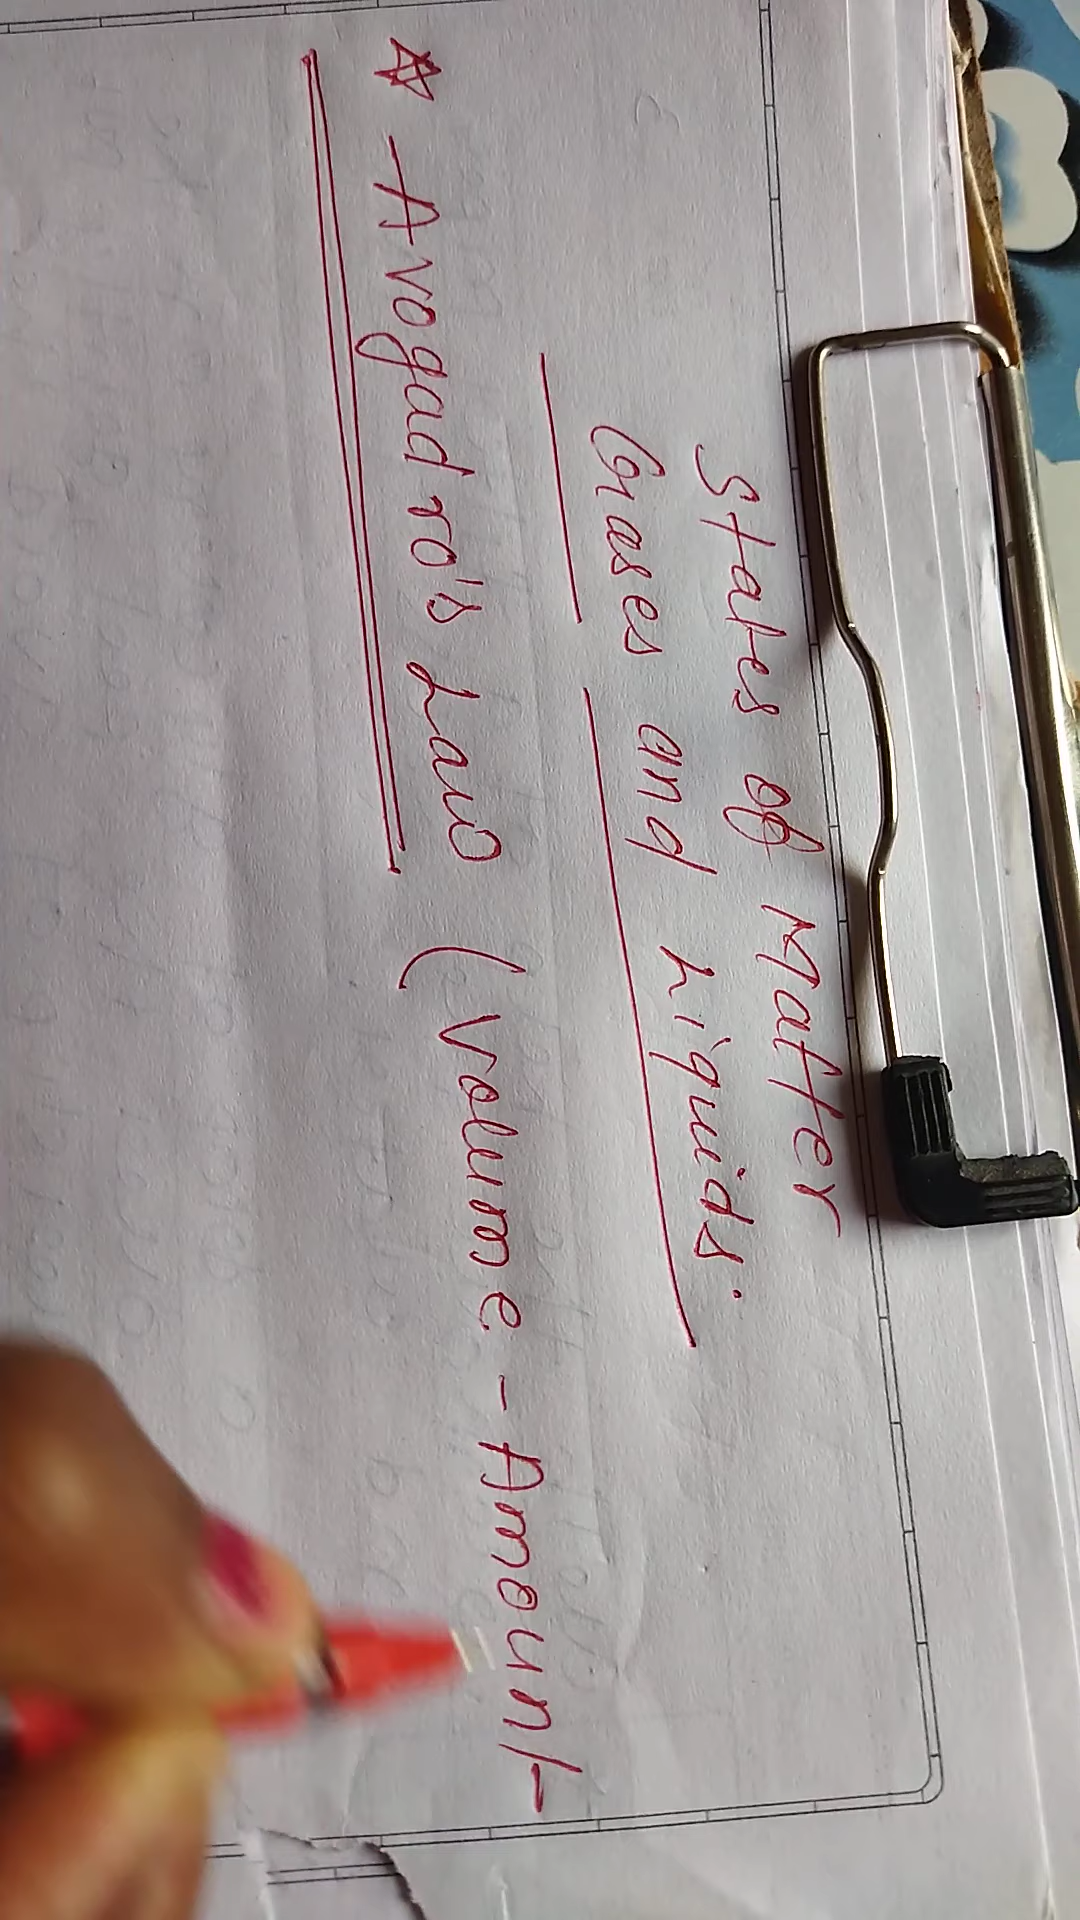 States of Matter
Gases and Liquids.
☆ Avogadro's Law (Volume - Amount